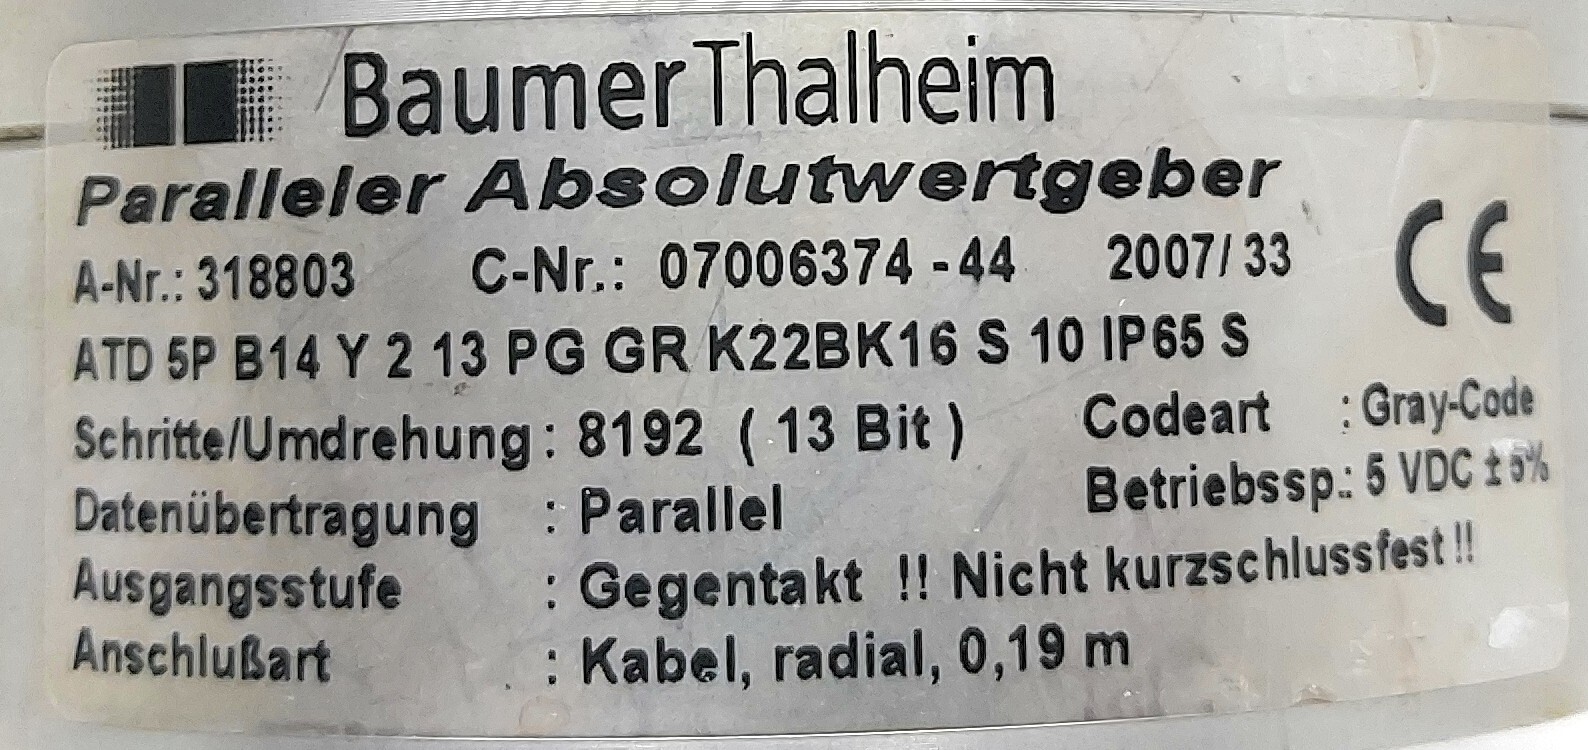 BaumerThalheim
Paralleler Absolutwertgeber
A-Nr.: 318803 C-Nr.: 07006374 -44 2007/ 33 CE
ATD 5P B14 Y 2 13 PG GR K22BK16 S 10 IP65 S
Schritte/Umdrehung : 8192 ( 13 Bit ) Codeart : Gray-Code
Datenübertragung : Parallel Betriebssp.: 5 VDC ± 5%
Ausgangsstufe : Gegentakt !! Nicht kurzschlussfest !!
Anschlußart : Kabel, radial, 0,19 m